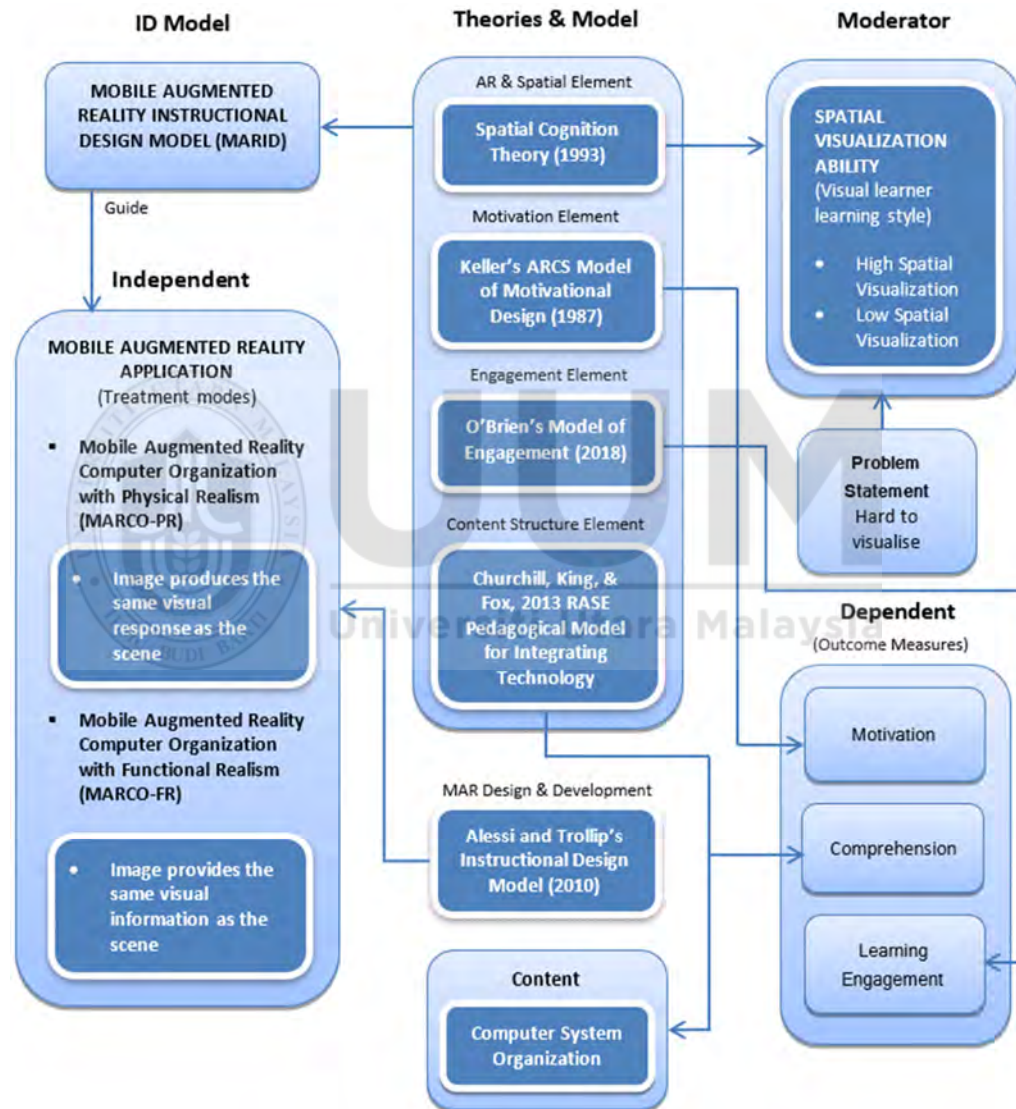 ID Model
MOBILE AUGMENTED
REALITY INSTRUCTIONAL
DESIGN MODEL (MARID)
Guide
Independent
MOBILE AUGMENTED REALITY
APPLICATION
(Treatment modes)
▪ Mobile Augmented Reality
Computer Organization
with Physical Realism
(MARCO-PR)
• Image produces the
same visual
response as the
scene
▪ Mobile Augmented Reality
Computer Organization
with Functional Realism
(MARCO-FR)
• Image provides the
same visual
information as the
scene
Theories & Model
AR & Spatial Element
Spatial Cognition
Theory (1993)
Motivation Element
Keller's ARCS Model
of Motivational
Design (1987)
Engagement Element
O'Brien's Model of
Engagement (2018)
Content Structure Element
Churchill, King, &
Fox, 2013 RASE
Pedagogical Model
for Integrating
Technology
MAR Design & Development
Alessi and Trollip's
Instructional Design
Model (2010)
Content
Computer System
Organization
Moderator
SPATIAL
VISUALIZATION
ABILITY
(Visual learner
learning style)
• High Spatial
Visualization
• Low Spatial
Visualization
Problem
Statement
Hard to
visualise
Dependent
(Outcome Measures)
Motivation
Comprehension
Learning
Engagement
UUM
Malaysia